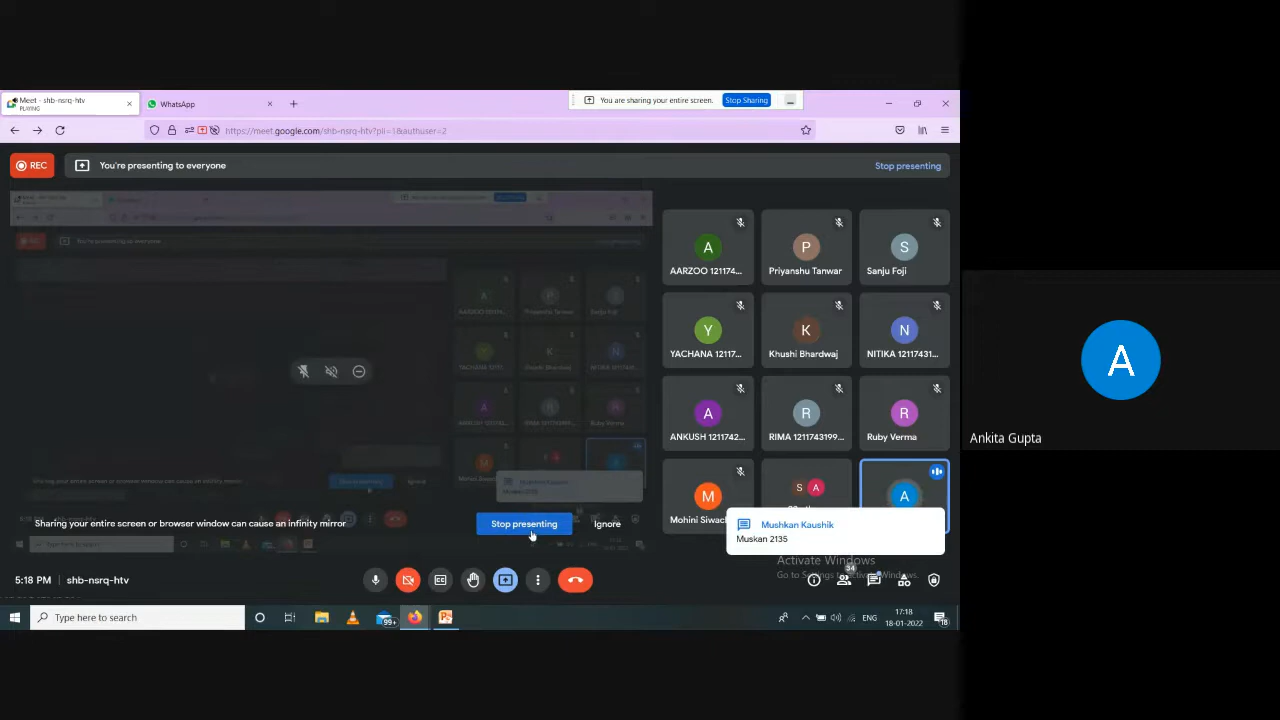 Meet - shb-nsrq-htv
PLAYING
WhatsApp
You are sharing your entire screen.
Stop Sharing
https://meet.google.com/shb-nsrq-htv?pli=1&authuser=2
REC
You're presenting to everyone
Stop presenting
A
AARZOO 121174...
P
Priyanshu Tanwar
S
Sanju Foji
Y
YACHANA 12117...
K
Khushi Bhardwaj
N
NITIKA 12117431...
A
ANKUSH 1211742...
R
RIMA 1211743199...
R
Ruby Verma
M
Mohini Siwach
S A
A
Mushkan Kaushik
Muskan 2135
Sharing your entire screen or browser window can cause an infinity mirror
Stop presenting
Ignore
Activate Windows
Go to Settings to activate Windows.
5:18 PM | shb-nsrq-htv
34
Type here to search
99+
ENG
17:18
18-01-2022
18
A
Ankita Gupta